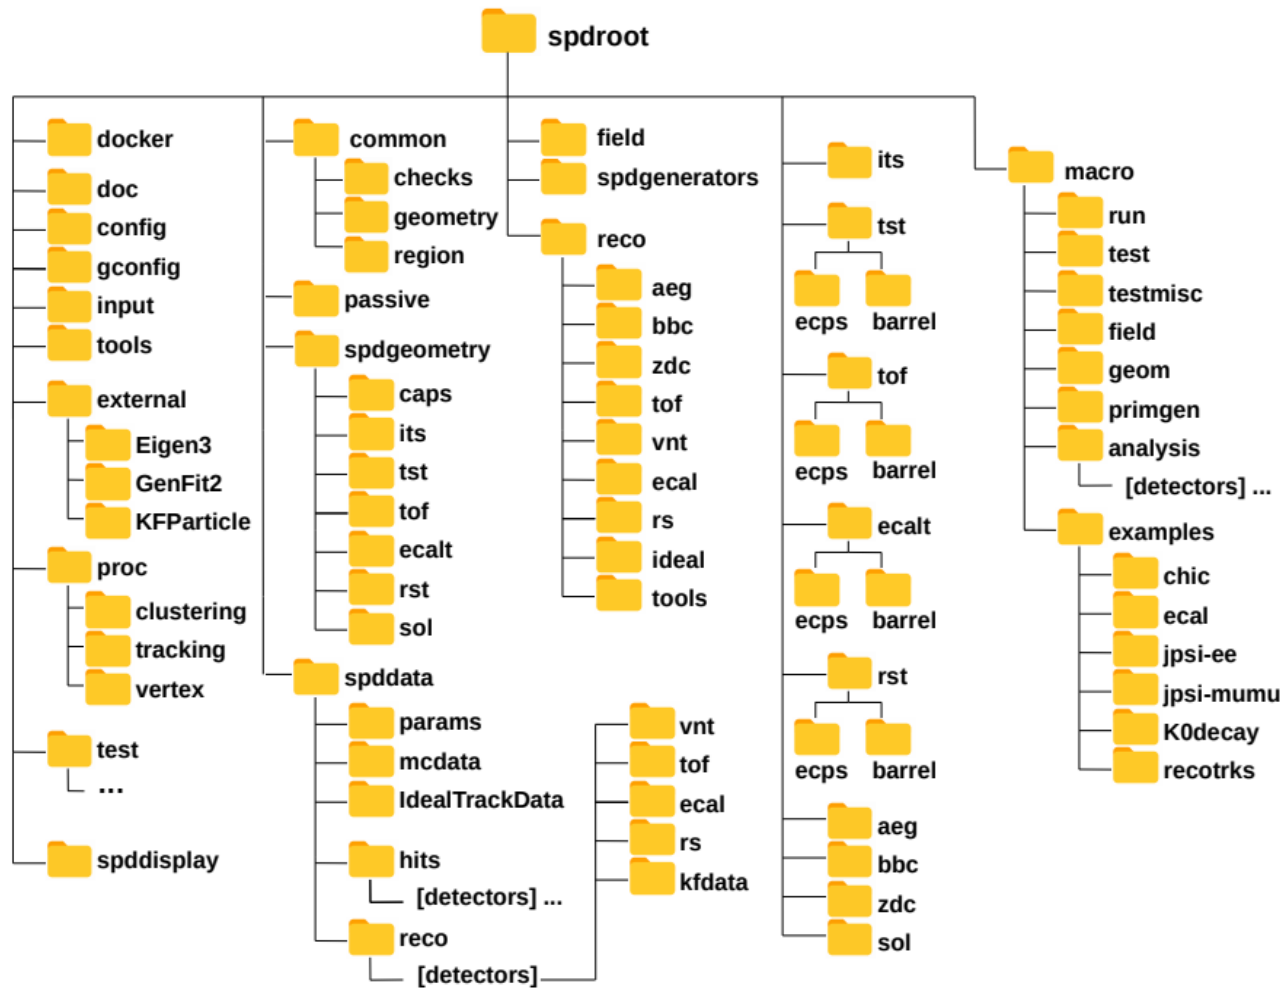 spdroot
docker
doc
config
gconfig
input
tools
external
Eigen3
GenFit2
KFParticle
proc
clustering
tracking
vertex
test
...
spddisplay
common
checks
geometry
region
passive
spdgeometry
caps
its
tst
tof
ecalt
rst
sol
spddata
params
mcdata
IdealTrackData
hits
[detectors] ...
reco
[detectors]
vnt
tof
ecal
rs
kfdata
field
spdgenerators
reco
aeg
bbc
zdc
tof
vnt
ecal
rs
ideal
tools
its
tst
ecps barrel
tof
ecps barrel
ecalt
ecps barrel
rst
ecps barrel
aeg
bbc
zdc
sol
macro
run
test
testmisc
field
geom
primgen
analysis
[detectors] ...
examples
chic
ecal
jpsi-ee
jpsi-mumu
K0decay
recotrks